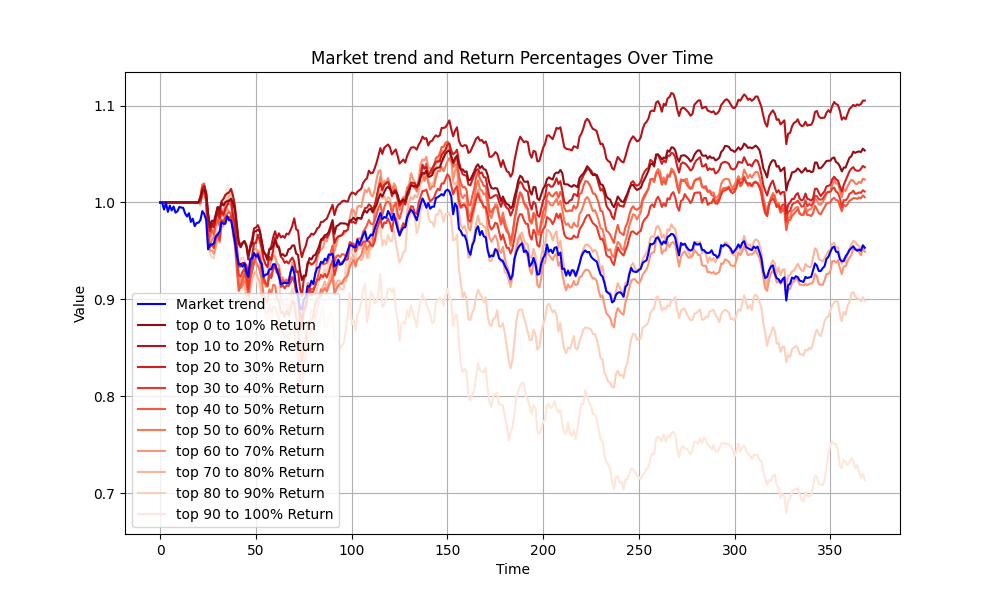 Market trend and Return Percentages Over Time
1.1
1.0
0.9
0.8
0.7
Value
Market trend
top 0 to 10% Return
top 10 to 20% Return
top 20 to 30% Return
top 30 to 40% Return
top 40 to 50% Return
top 50 to 60% Return
top 60 to 70% Return
top 70 to 80% Return
top 80 to 90% Return
top 90 to 100% Return
0 50 100 150 200 250 300 350
Time